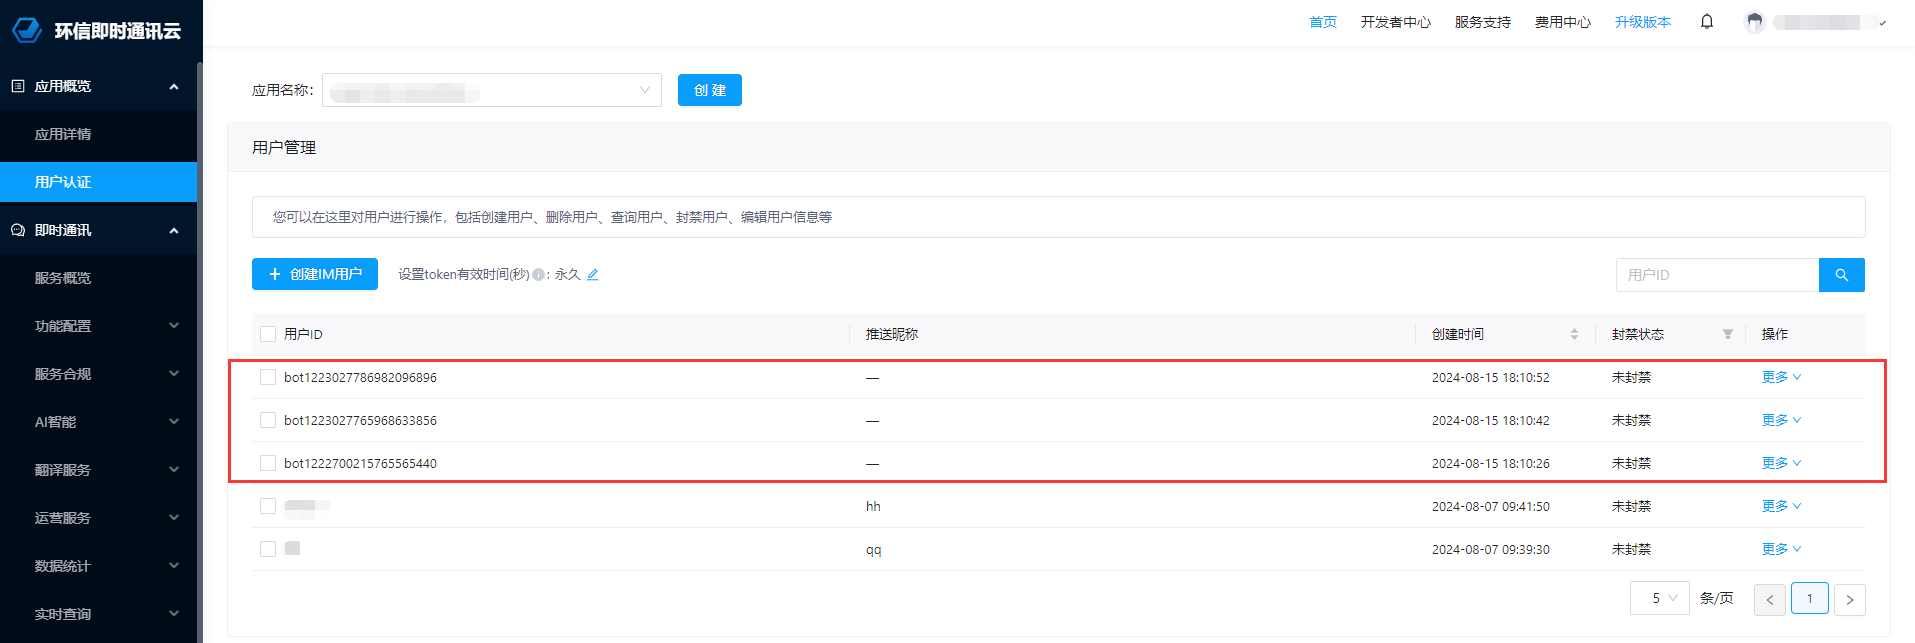 环信即时通讯云
首页 开发者中心 服务支持 费用中心 升级版本
应用概览
应用详情
用户认证
即时通讯
服务概览
功能配置
服务合规
AI智能
翻译服务
运营服务
数据统计
实时查询
应用名称：
创 建
用户管理
您可以在这里对用户进行操作，包括创建用户、删除用户、查询用户、封禁用户、编辑用户信息等
+ 创建IM用户 设置token有效时间(秒) : 永久 用户ID
用户ID 推送昵称 创建时间 封禁状态 操作
bot1223027786982096896 — 2024-08-15 18:10:52 未封禁 更多
bot1223027765968633856 — 2024-08-15 18:10:42 未封禁 更多
bot1222700215765565440 — 2024-08-15 18:10:26 未封禁 更多
hh 2024-08-07 09:41:50 未封禁 更多
qq 2024-08-07 09:39:30 未封禁 更多
5 条/页 < 1 >